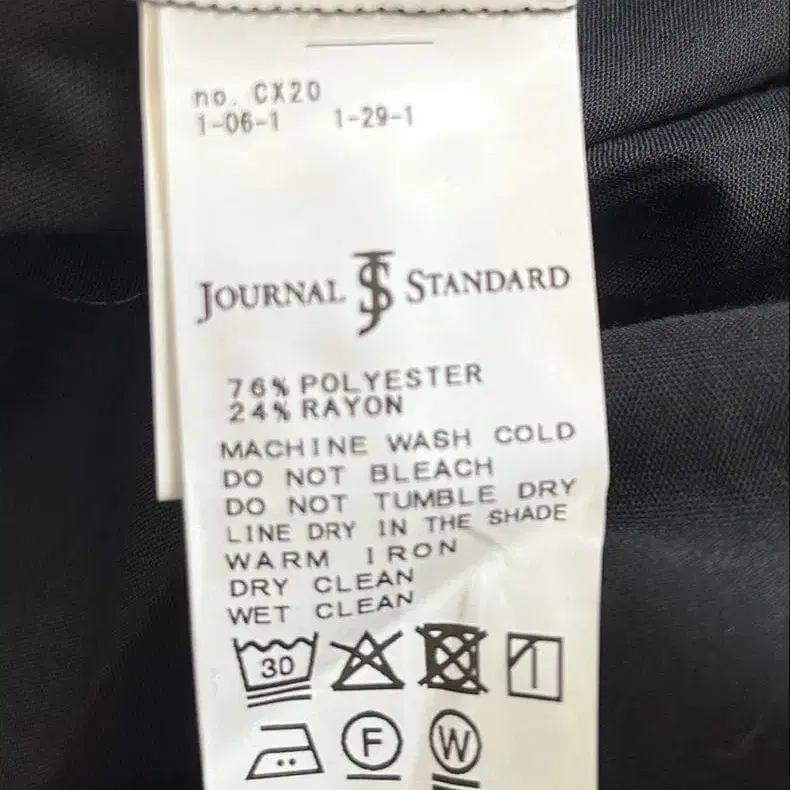 no. CX20
1-06-1 1-29-1
JOURNAL JS STANDARD
76% POLYESTER
24% RAYON
MACHINE WASH COLD
DO NOT BLEACH
DO NOT TUMBLE DRY
LINE DRY IN THE SHADE
WARM IRON
DRY CLEAN
WET CLEAN
30
F W